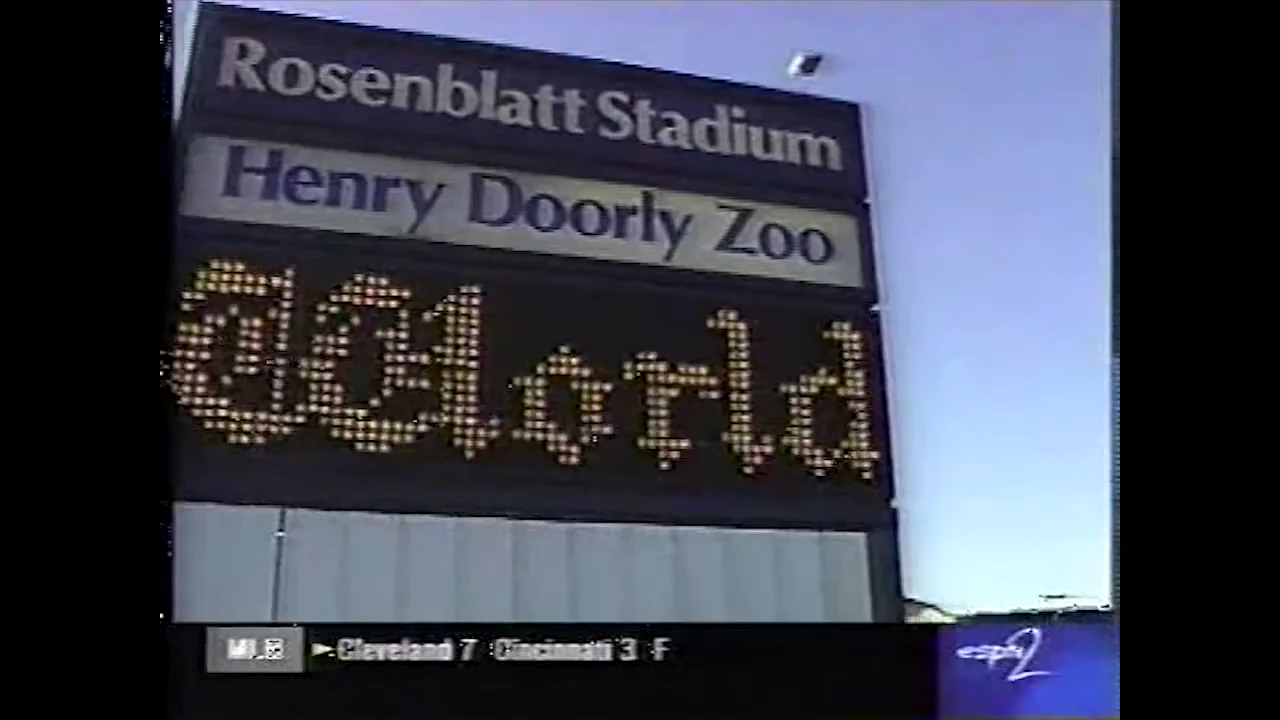 Rosenblatt Stadium
Henry Doorly Zoo
World
MLB Cleveland 7 Cincinnati 3 F
espn2